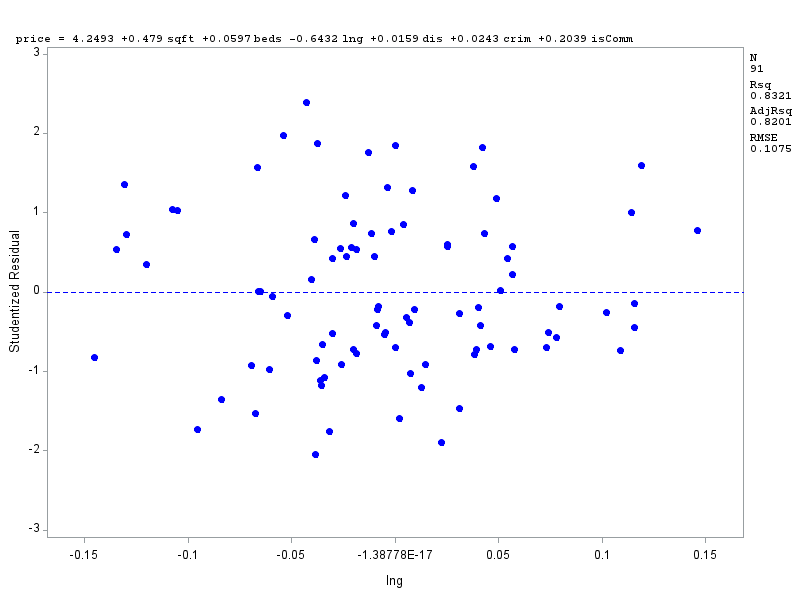 price = 4.2493 +0.479 sqft +0.0597 beds -0.6432 lng +0.0159 dis +0.0243 crim +0.2039 isComm
N
91
Rsq
0.8321
AdjRsq
0.8201
RMSE
0.1075
3
2
1
0
-1
-2
-3
Studentized Residual
-0.15 -0.1 -0.05 -1.38778E-17 0.05 0.1 0.15
lng